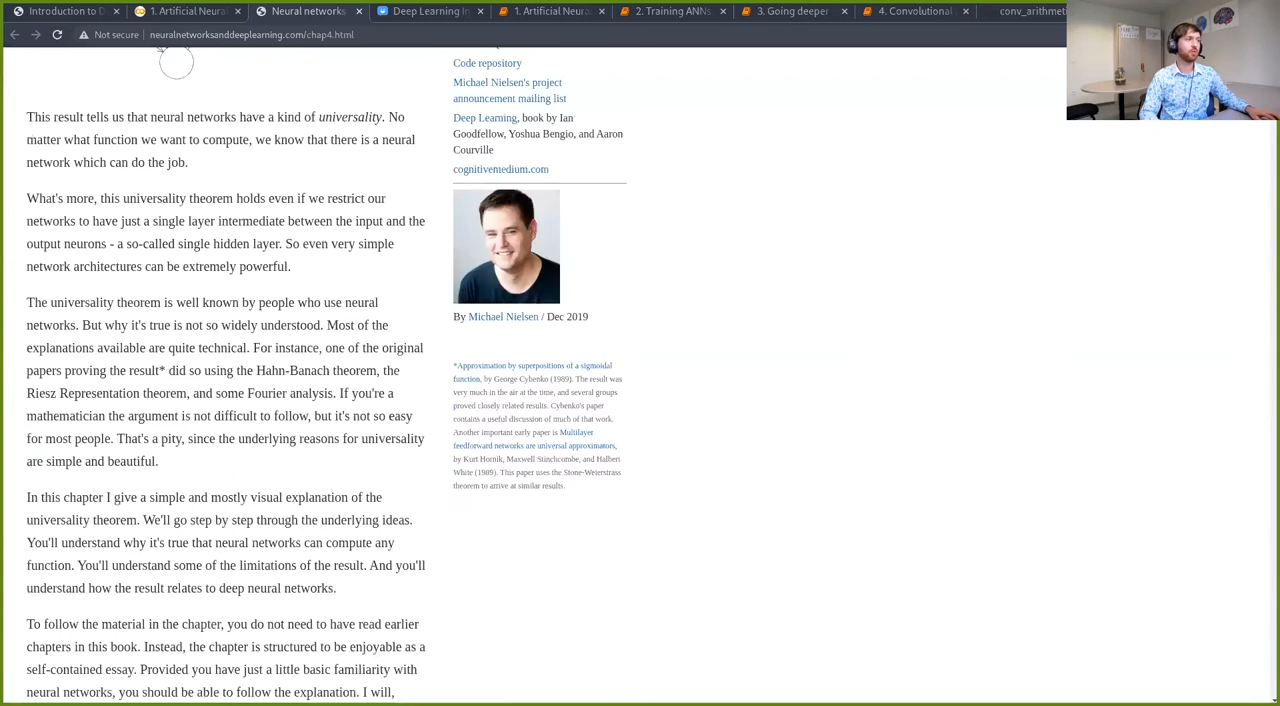 Introduction to D
1. Artificial Neura
Neural networks
Deep Learning In
1. Artificial Neura
2. Training ANNs
3. Going deeper
4. Convolutional
conv_arithmet
Not secure
neuralnetworksanddeeplearning.com/chap4.html
This result tells us that neural networks have a kind of universality. No
matter what function we want to compute, we know that there is a neural
network which can do the job.
What's more, this universality theorem holds even if we restrict our
networks to have just a single layer intermediate between the input and the
output neurons - a so-called single hidden layer. So even very simple
network architectures can be extremely powerful.
The universality theorem is well known by people who use neural
networks. But why it's true is not so widely understood. Most of the
explanations available are quite technical. For instance, one of the original
papers proving the result* did so using the Hahn-Banach theorem, the
Riesz Representation theorem, and some Fourier analysis. If you're a
mathematician the argument is not difficult to follow, but it's not so easy
for most people. That's a pity, since the underlying reasons for universality
are simple and beautiful.
In this chapter I give a simple and mostly visual explanation of the
universality theorem. We'll go step by step through the underlying ideas.
You'll understand why it's true that neural networks can compute any
function. You'll understand some of the limitations of the result. And you'll
understand how the result relates to deep neural networks.
To follow the material in the chapter, you do not need to have read earlier
chapters in this book. Instead, the chapter is structured to be enjoyable as a
self-contained essay. Provided you have just a little basic familiarity with
neural networks, you should be able to follow the explanation. I will,
Code repository
Michael Nielsen's project
announcement mailing list
Deep Learning, book by Ian
Goodfellow, Yoshua Bengio, and Aaron
Courville
cognitivemedium.com
By Michael Nielsen / Dec 2019
*Approximation by superpositions of a sigmoidal
function, by George Cybenko (1989). The result was
very much in the air at the time, and several groups
proved closely related results. Cybenko's paper
contains a useful discussion of much of that work.
Another important early paper is Multilayer
feedforward networks are universal approximators,
by Kurt Hornik, Maxwell Stinchcombe, and Halbert
White (1989). This paper uses the Stone-Weierstrass
theorem to arrive at similar results.